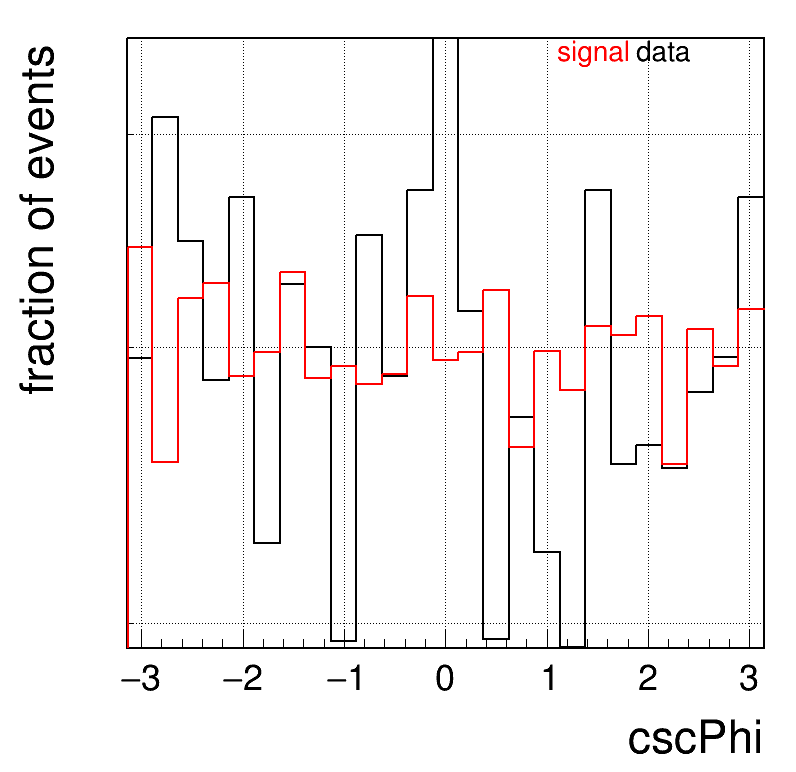 signal data
fraction of events
−3 −2 −1 0 1 2 3
cscPhi